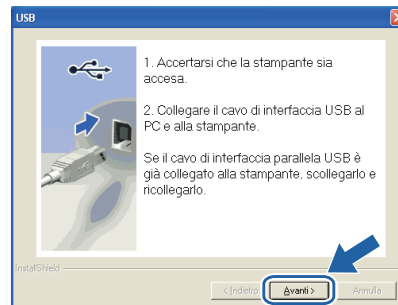 USB
1. Accertarsi che la stampante sia
accesa.
2. Collegare il cavo di interfaccia USB al
PC e alla stampante.
Se il cavo di interfaccia parallela USB è
già collegato alla stampante, scollegarlo e
ricollegarlo.
InstallShield
< Indietro Avanti > Annulla